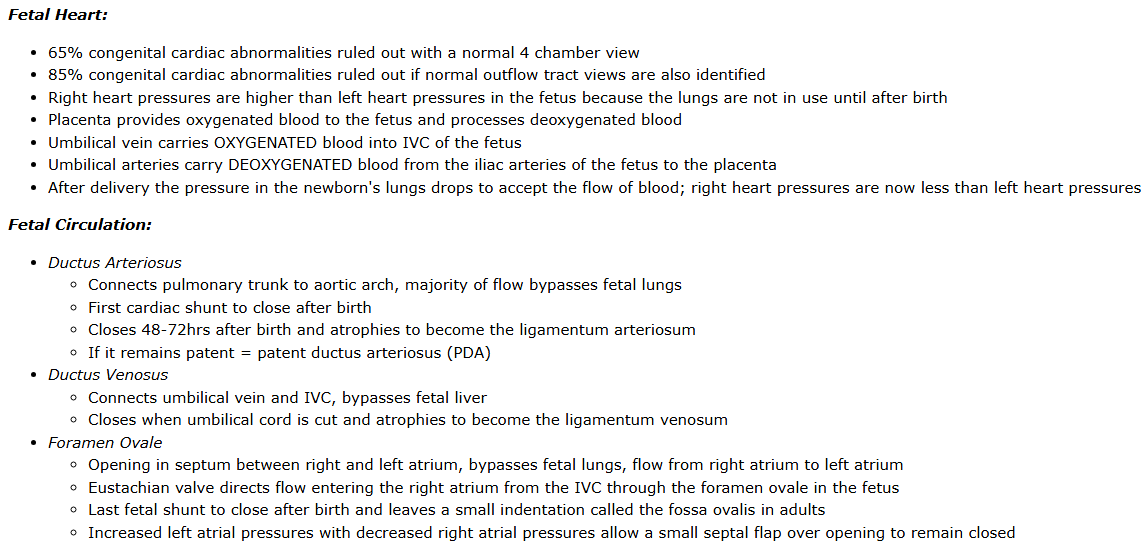 Fetal Heart:
• 65% congenital cardiac abnormalities ruled out with a normal 4 chamber view
• 85% congenital cardiac abnormalities ruled out if normal outflow tract views are also identified
• Right heart pressures are higher than left heart pressures in the fetus because the lungs are not in use until after birth
• Placenta provides oxygenated blood to the fetus and processes deoxygenated blood
• Umbilical vein carries OXYGENATED blood into IVC of the fetus
• Umbilical arteries carry DEOXYGENATED blood from the iliac arteries of the fetus to the placenta
• After delivery the pressure in the newborn's lungs drops to accept the flow of blood; right heart pressures are now less than left heart pressures
Fetal Circulation:
• Ductus Arteriosus
◦ Connects pulmonary trunk to aortic arch, majority of flow bypasses fetal lungs
◦ First cardiac shunt to close after birth
◦ Closes 48-72hrs after birth and atrophies to become the ligamentum arteriosum
◦ If it remains patent = patent ductus arteriosus (PDA)
• Ductus Venosus
◦ Connects umbilical vein and IVC, bypasses fetal liver
◦ Closes when umbilical cord is cut and atrophies to become the ligamentum venosum
• Foramen Ovale
◦ Opening in septum between right and left atrium, bypasses fetal lungs, flow from right atrium to left atrium
◦ Eustachian valve directs flow entering the right atrium from the IVC through the foramen ovale in the fetus
◦ Last fetal shunt to close after birth and leaves a small indentation called the fossa ovalis in adults
◦ Increased left atrial pressures with decreased right atrial pressures allow a small septal flap over opening to remain closed